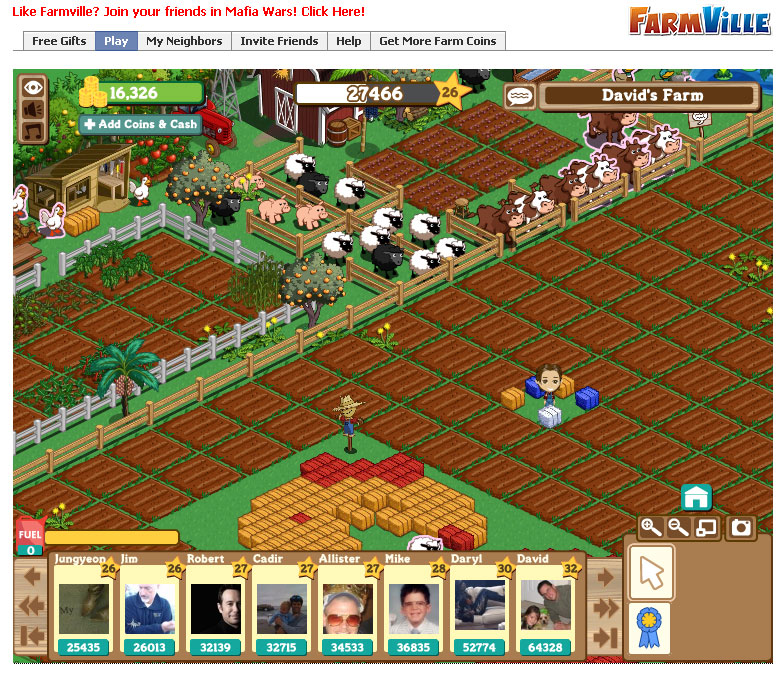 Like Farmville? Join your friends in Mafia Wars! Click Here!
FARMVILLE
Free Gifts Play My Neighbors Invite Friends Help Get More Farm Coins
16,326 27466 26 David's Farm
+ Add Coins & Cash
FUEL
0
Jungyeon Jim Robert Cadir Allister Mike Daryl David
26 26 27 27 27 28 30 32
My
25435 26013 32139 32715 34533 36835 52774 64328